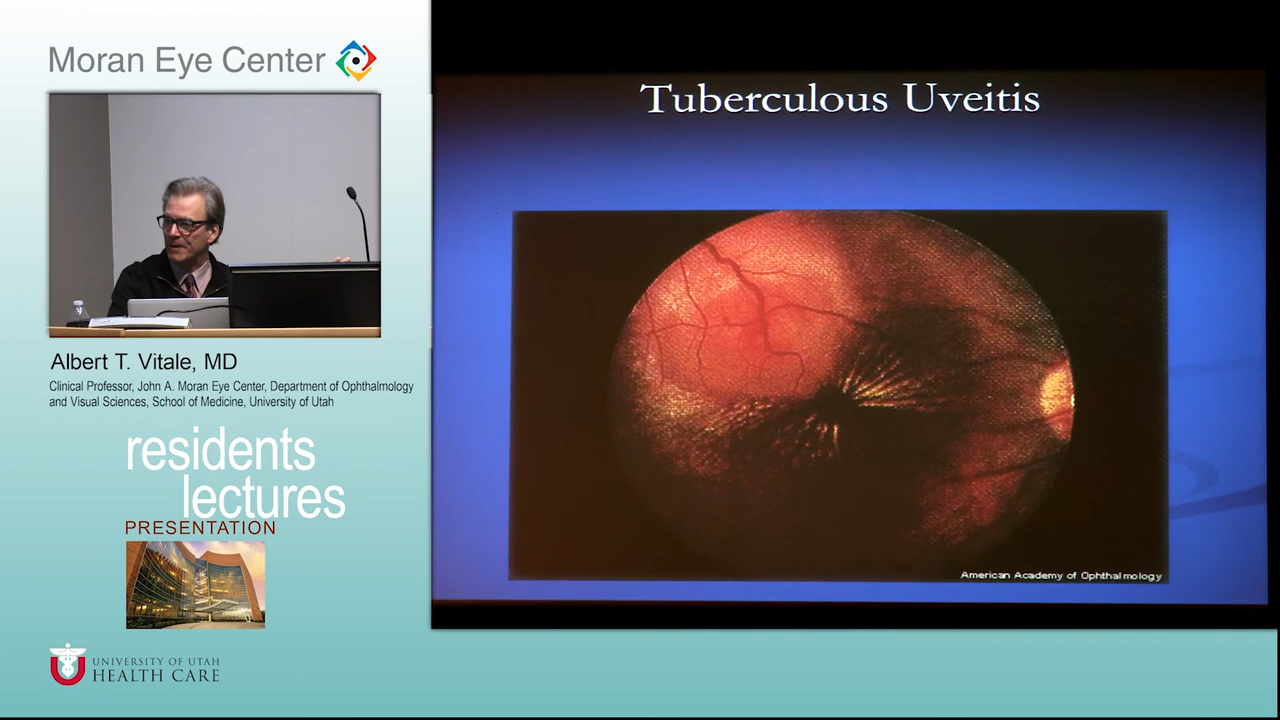 Moran Eye Center
Albert T. Vitale, MD
Clinical Professor, John A. Moran Eye Center, Department of Ophthalmology
and Visual Sciences, School of Medicine, University of Utah
residents
lectures
PRESENTATION
UNIVERSITY OF UTAH
HEALTH CARE
Tuberculous Uveitis
American Academy of Ophthalmology